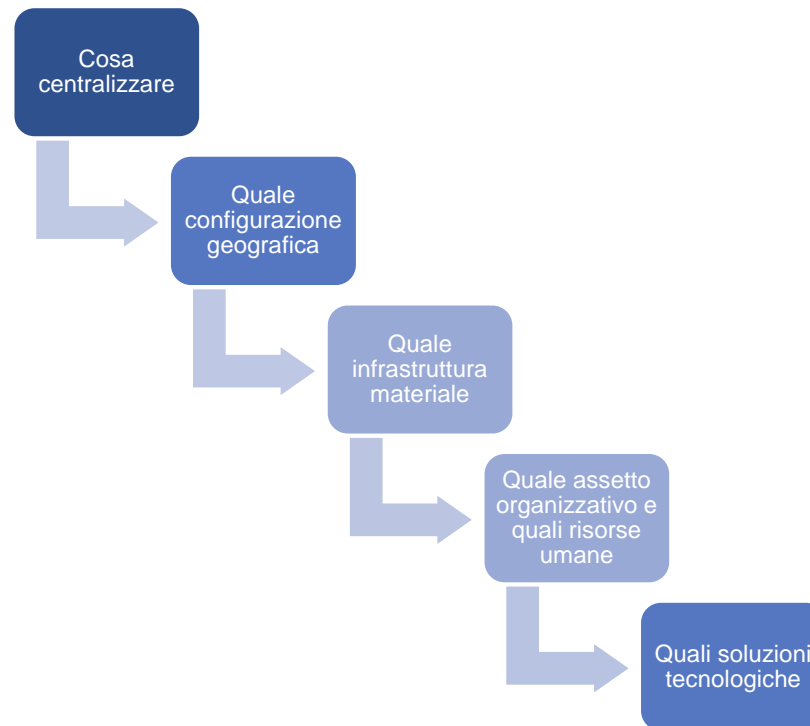 Cosa
centralizzare
Quale
configurazione
geografica
Quale
infrastruttura
materiale
Quale assetto
organizzativo e
quali risorse
umane
Quali soluzioni
tecnologiche